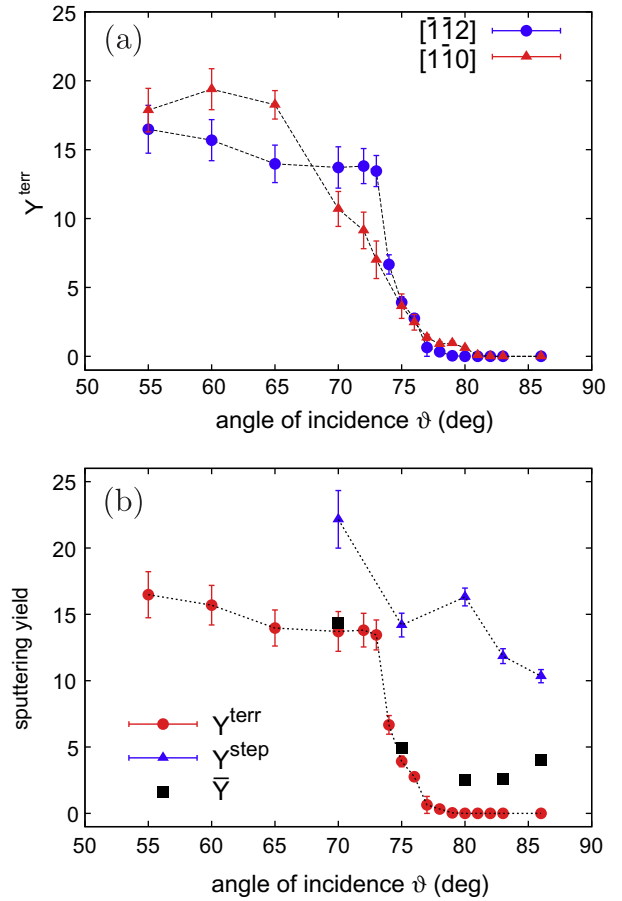 (a)
[1̄1̄2]
[11̄0]
25
20
15
10
5
0
Y^terr
50 55 60 65 70 75 80 85 90
angle of incidence ϑ (deg)
(b)
25
20
15
10
5
0
sputtering yield
Y^terr
Y^step
Ȳ
50 55 60 65 70 75 80 85 90
angle of incidence ϑ (deg)